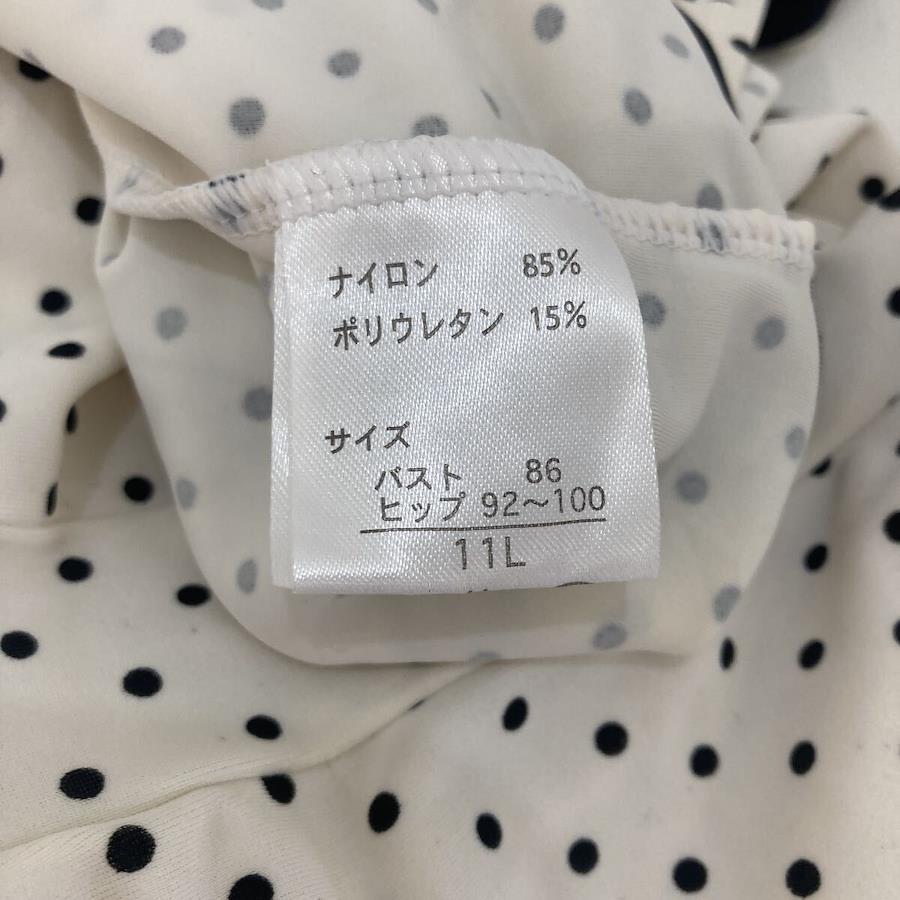 ナイロン 85%
ポリウレタン 15%
サイズ
バスト 86
ヒップ 92~100
11L